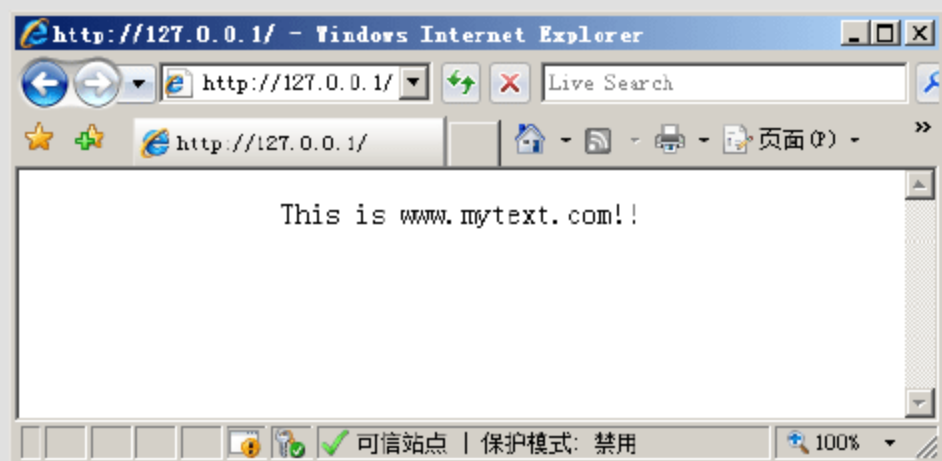 http://127.0.0.1/ - Windows Internet Explorer
http://127.0.0.1/ Live Search
http://127.0.0.1/ 页面(P) »
This is www.mytext.com!!
可信站点 | 保护模式: 禁用 100%